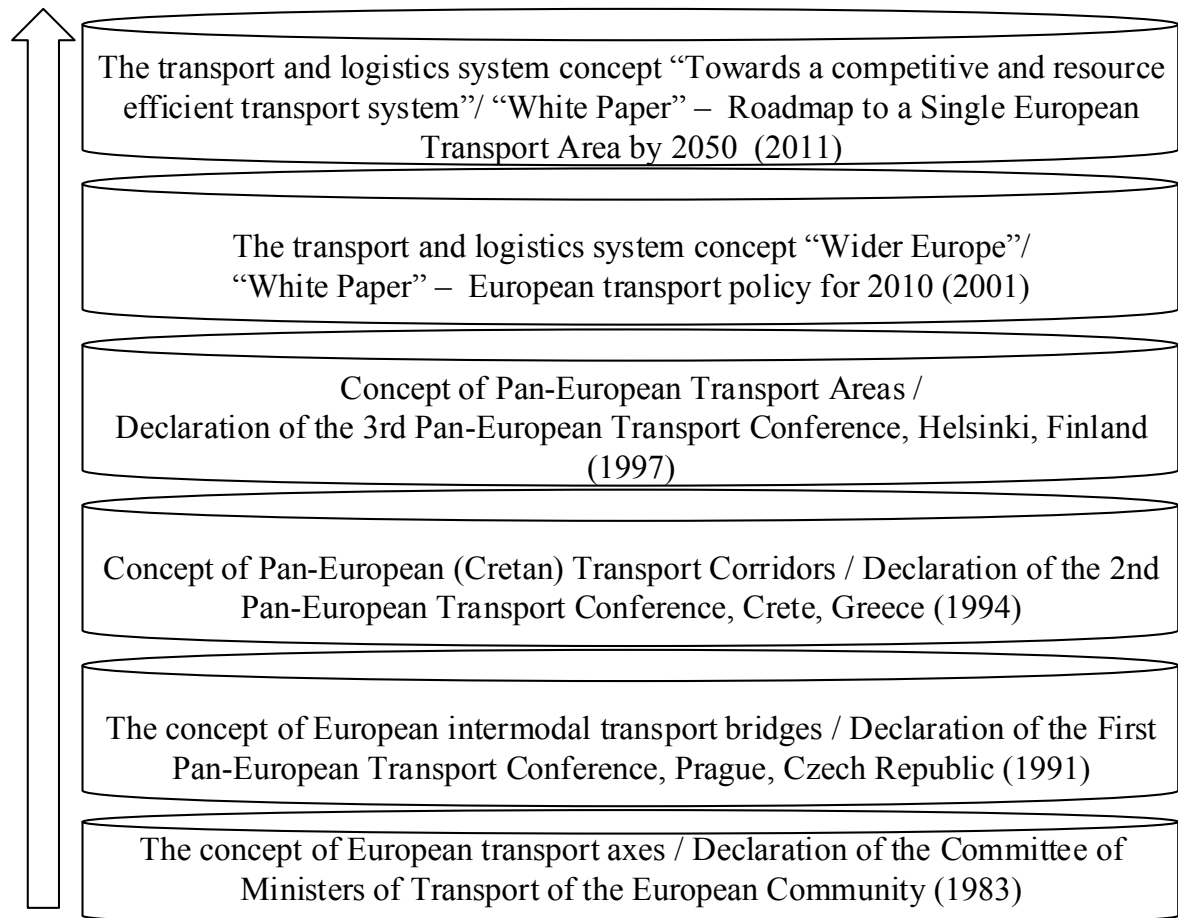 The transport and logistics system concept “Towards a competitive and resource
efficient transport system”/ “White Paper” – Roadmap to a Single European
Transport Area by 2050 (2011)
The transport and logistics system concept “Wider Europe”/
“White Paper” – European transport policy for 2010 (2001)
Concept of Pan-European Transport Areas /
Declaration of the 3rd Pan-European Transport Conference, Helsinki, Finland
(1997)
Concept of Pan-European (Cretan) Transport Corridors / Declaration of the 2nd
Pan-European Transport Conference, Crete, Greece (1994)
The concept of European intermodal transport bridges / Declaration of the First
Pan-European Transport Conference, Prague, Czech Republic (1991)
The concept of European transport axes / Declaration of the Committee of
Ministers of Transport of the European Community (1983)